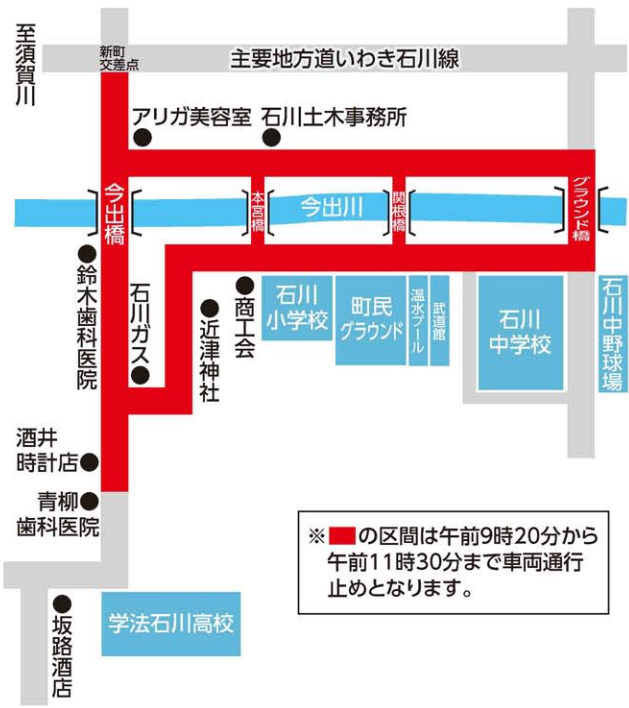 至須賀川
新町
交差点
主要地方道いわき石川線
アリガ美容室
石川土木事務所
今出橋
本宮橋
今出川
関根橋
グラウンド橋
鈴木歯科医院
石川ガス
近津神社
商工会
石川
小学校
町民
グラウンド
温水プール
武道館
石川
中学校
石川中野球場
酒井
時計店
青柳
歯科医院
※ の区間は午前9時20分から
午前11時30分まで車両通行
止めとなります。
坂路酒店
学法石川高校